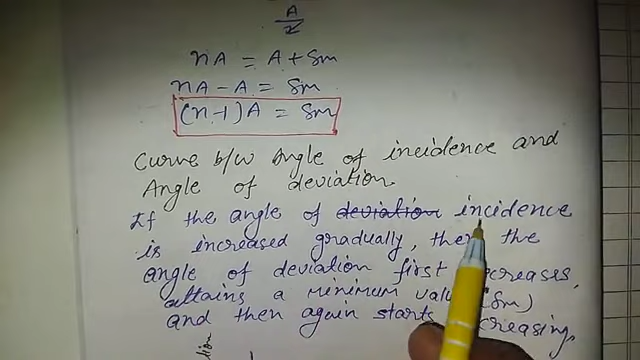 A
2
nA = A + δm
nA - A = δm
(n-1)A = δm
Curve b/w Angle of incidence and
Angle of deviation
If the angle of deviation incidence
is increased gradually, then the
angle of deviation first
attains a minimum value (δm)
and then again starts